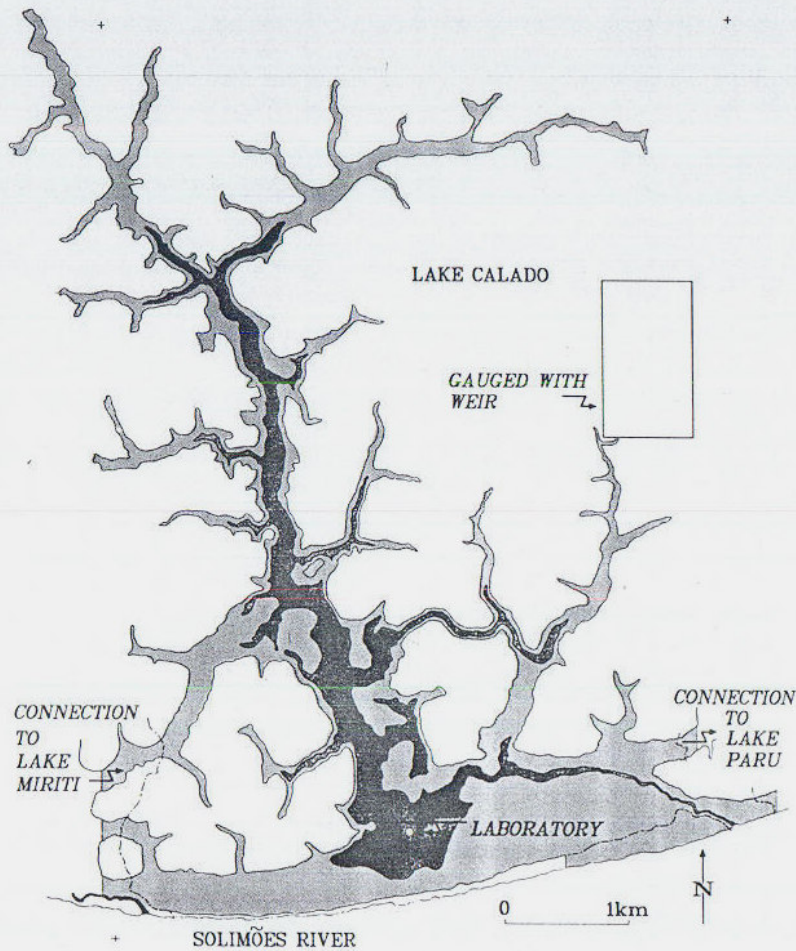 LAKE CALADO
GAUGED WITH
WEIR
CONNECTION
TO
LAKE
MIRITI
CONNECTION
TO
LAKE
PARU
LABORATORY
N
0 1km
SOLIMÕES RIVER